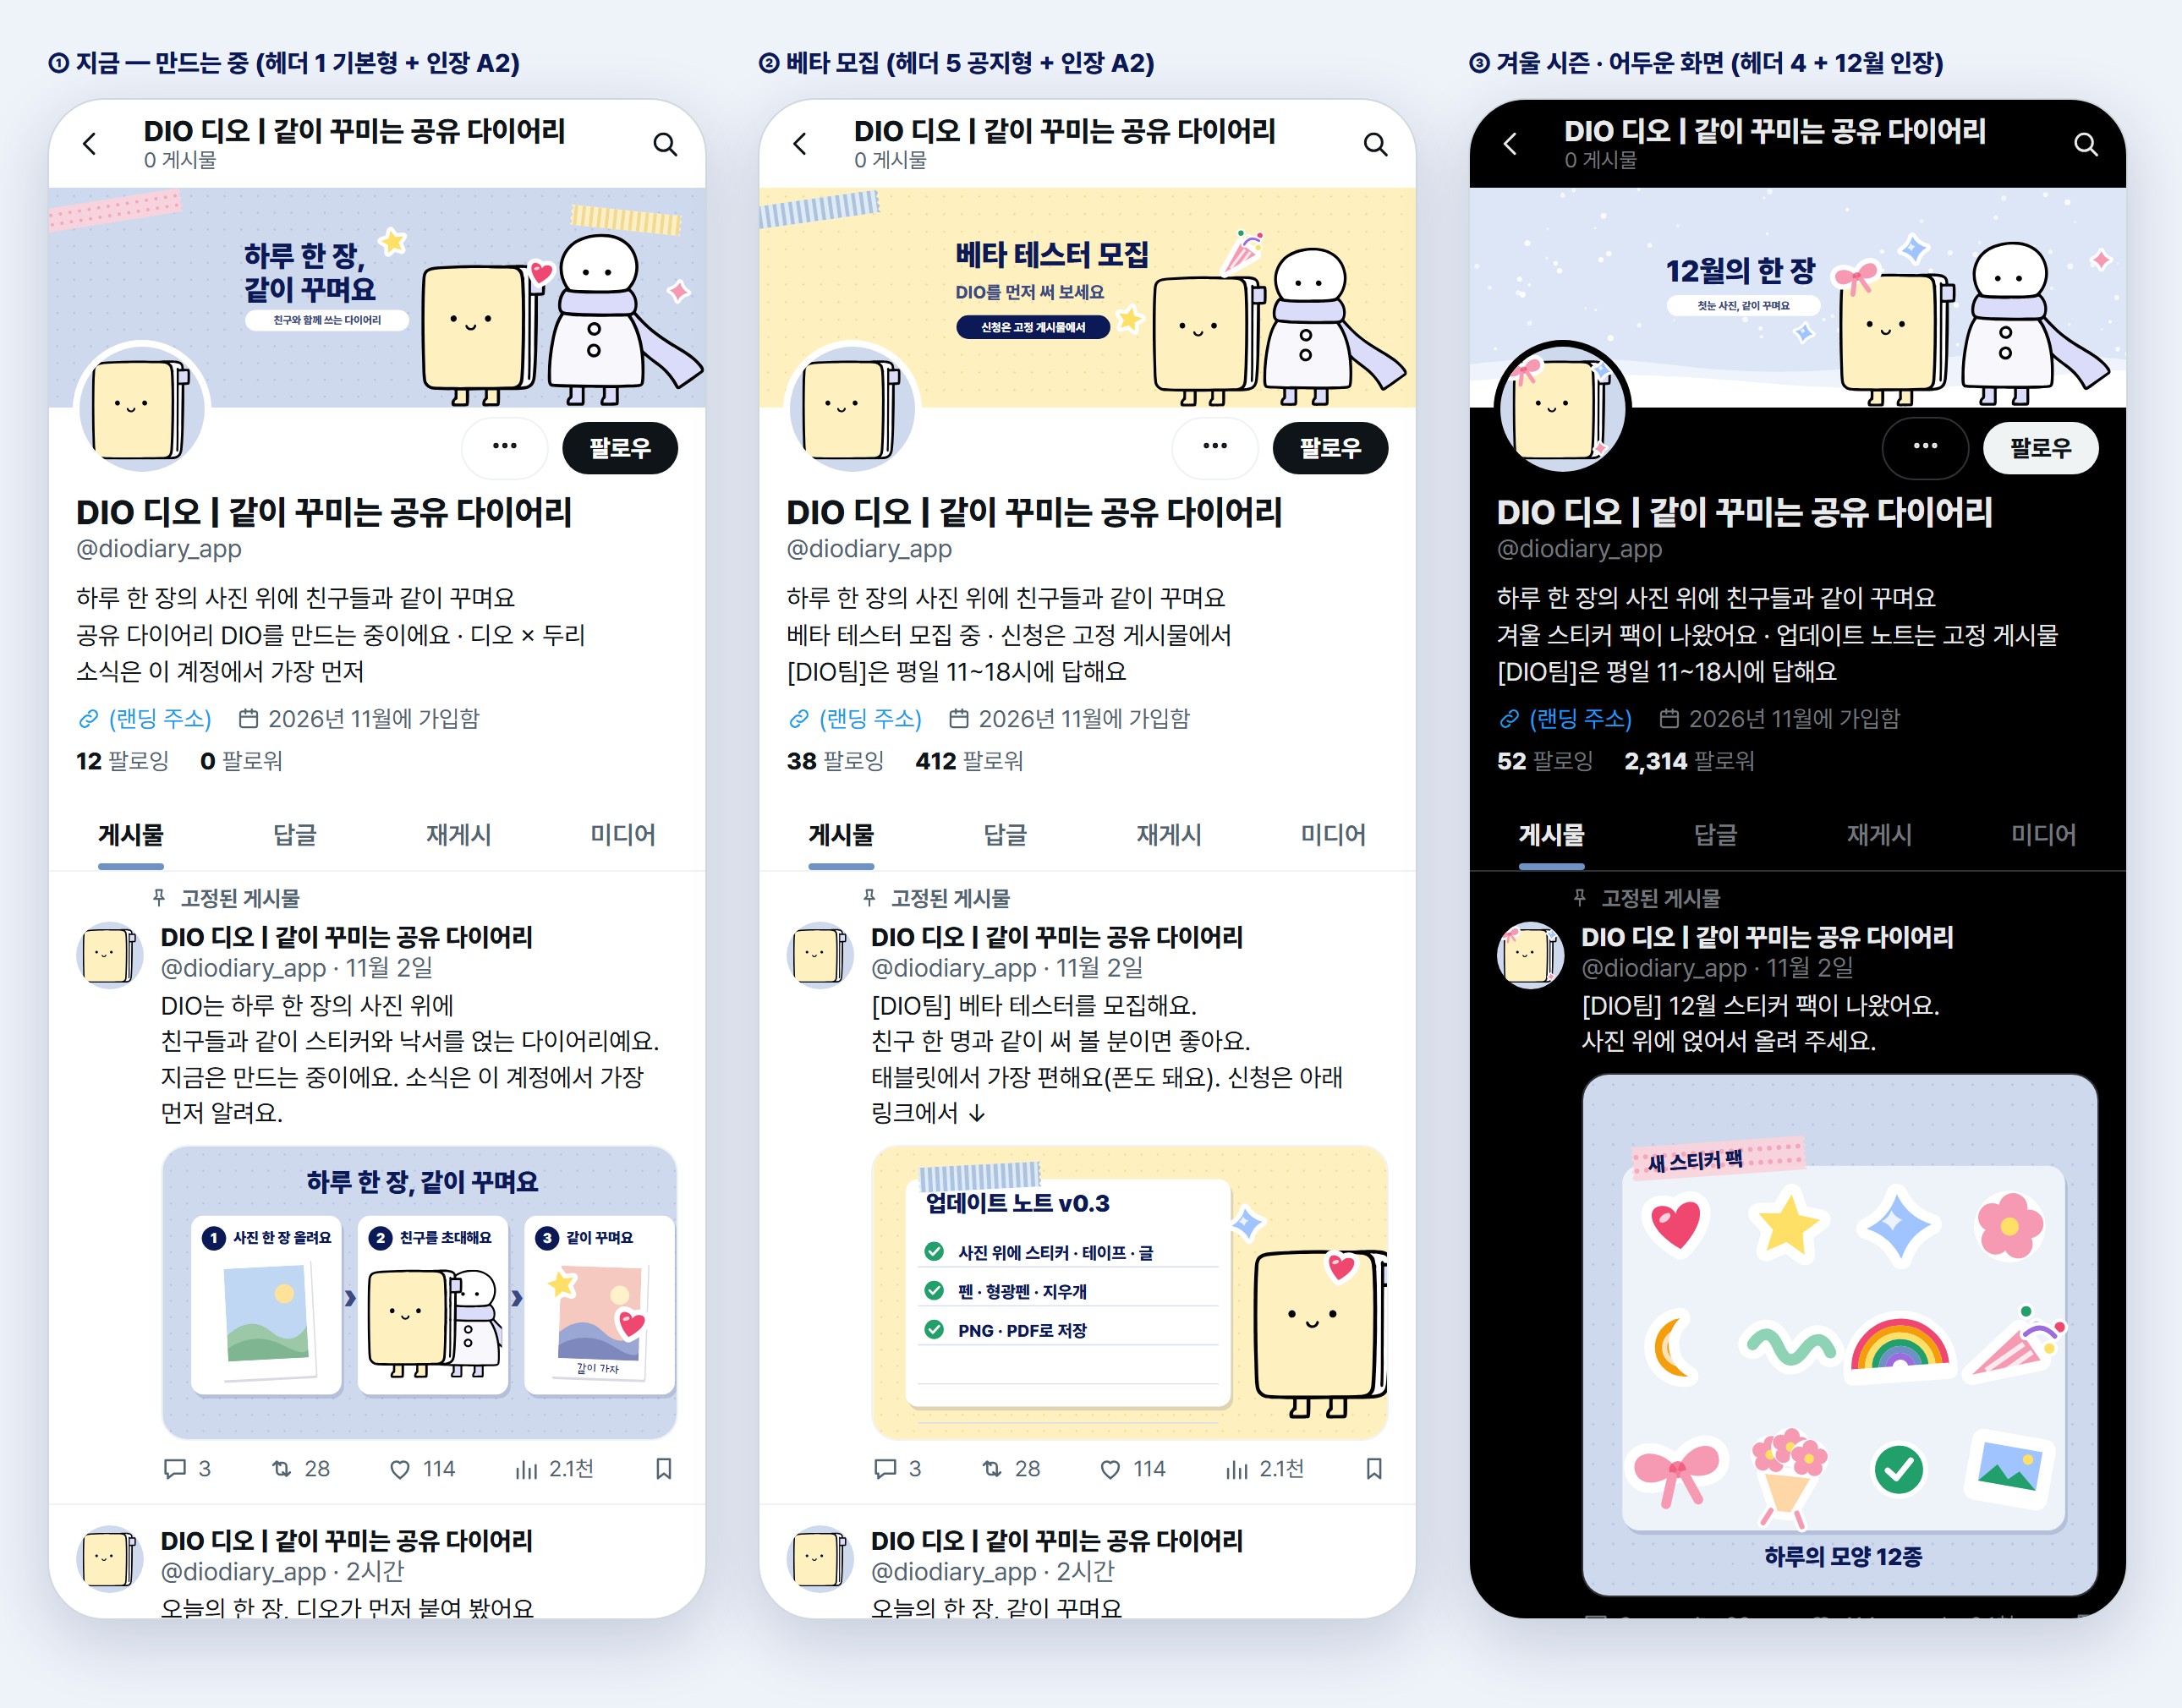 ① 지금 — 만드는 중 (헤더 1 기본형 + 인장 A2)
DIO 디오 | 같이 꾸미는 공유 다이어리
0 게시물
하루 한 장,
같이 꾸며요
친구와 함께 쓰는 다이어리
팔로우
DIO 디오 | 같이 꾸미는 공유 다이어리
@diodiary_app
하루 한 장의 사진 위에 친구들과 같이 꾸며요
공유 다이어리 DIO를 만드는 중이에요 · 디오 × 두리
소식은 이 계정에서 가장 먼저
(랜딩 주소) 2026년 11월에 가입함
12 팔로잉 0 팔로워
게시물 답글 재게시 미디어
고정된 게시물
DIO 디오 | 같이 꾸미는 공유 다이어리
@diodiary_app · 11월 2일
DIO는 하루 한 장의 사진 위에
친구들과 같이 스티커와 낙서를 얹는 다이어리예요.
지금은 만드는 중이에요. 소식은 이 계정에서 가장
먼저 알려요.
하루 한 장, 같이 꾸며요
1 사진 한 장 올려요 2 친구를 초대해요 3 같이 꾸며요
같이 가자
3 28 114 2.1천
DIO 디오 | 같이 꾸미는 공유 다이어리
@diodiary_app · 2시간
오늘의 한 장, 디오가 먼저 붙여 봤어요
② 베타 모집 (헤더 5 공지형 + 인장 A2)
DIO 디오 | 같이 꾸미는 공유 다이어리
0 게시물
베타 테스터 모집
DIO를 먼저 써 보세요
신청은 고정 게시물에서
팔로우
DIO 디오 | 같이 꾸미는 공유 다이어리
@diodiary_app
하루 한 장의 사진 위에 친구들과 같이 꾸며요
베타 테스터 모집 중 · 신청은 고정 게시물에서
[DIO팀]은 평일 11~18시에 답해요
(랜딩 주소) 2026년 11월에 가입함
38 팔로잉 412 팔로워
게시물 답글 재게시 미디어
고정된 게시물
DIO 디오 | 같이 꾸미는 공유 다이어리
@diodiary_app · 11월 2일
[DIO팀] 베타 테스터를 모집해요.
친구 한 명과 같이 써 볼 분이면 좋아요.
태블릿에서 가장 편해요(폰도 돼요). 신청은 아래
링크에서 ↓
업데이트 노트 v0.3
사진 위에 스티커 · 테이프 · 글
펜 · 형광펜 · 지우개
PNG · PDF로 저장
3 28 114 2.1천
DIO 디오 | 같이 꾸미는 공유 다이어리
@diodiary_app · 2시간
오늘의 한 장, 같이 꾸며요
③ 겨울 시즌 · 어두운 화면 (헤더 4 + 12월 인장)
DIO 디오 | 같이 꾸미는 공유 다이어리
0 게시물
12월의 한 장
첫눈 사진, 같이 꾸며요
팔로우
DIO 디오 | 같이 꾸미는 공유 다이어리
@diodiary_app
하루 한 장의 사진 위에 친구들과 같이 꾸며요
겨울 스티커 팩이 나왔어요 · 업데이트 노트는 고정 게시물
[DIO팀]은 평일 11~18시에 답해요
(랜딩 주소) 2026년 11월에 가입함
52 팔로잉 2,314 팔로워
게시물 답글 재게시 미디어
고정된 게시물
DIO 디오 | 같이 꾸미는 공유 다이어리
@diodiary_app · 11월 2일
[DIO팀] 12월 스티커 팩이 나왔어요.
사진 위에 얹어서 올려 주세요.
새 스티커 팩
하루의 모양 12종